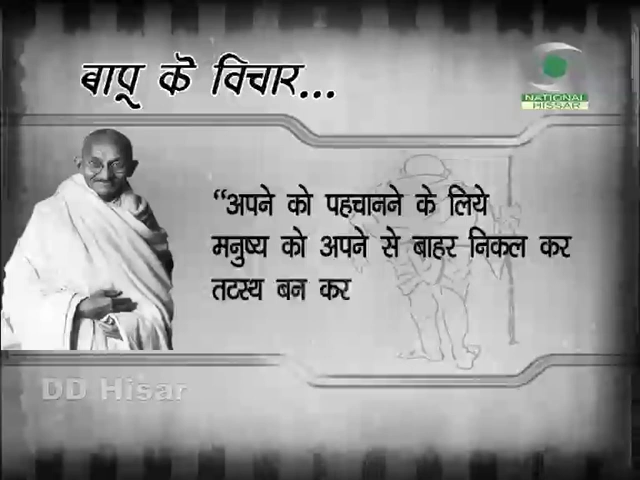 बापू के विचार...
NATIONAL
HISSAR
“अपने को पहचानने के लिये
मनुष्य को अपने से बाहर निकल कर
तटस्थ बन कर
DD Hisar